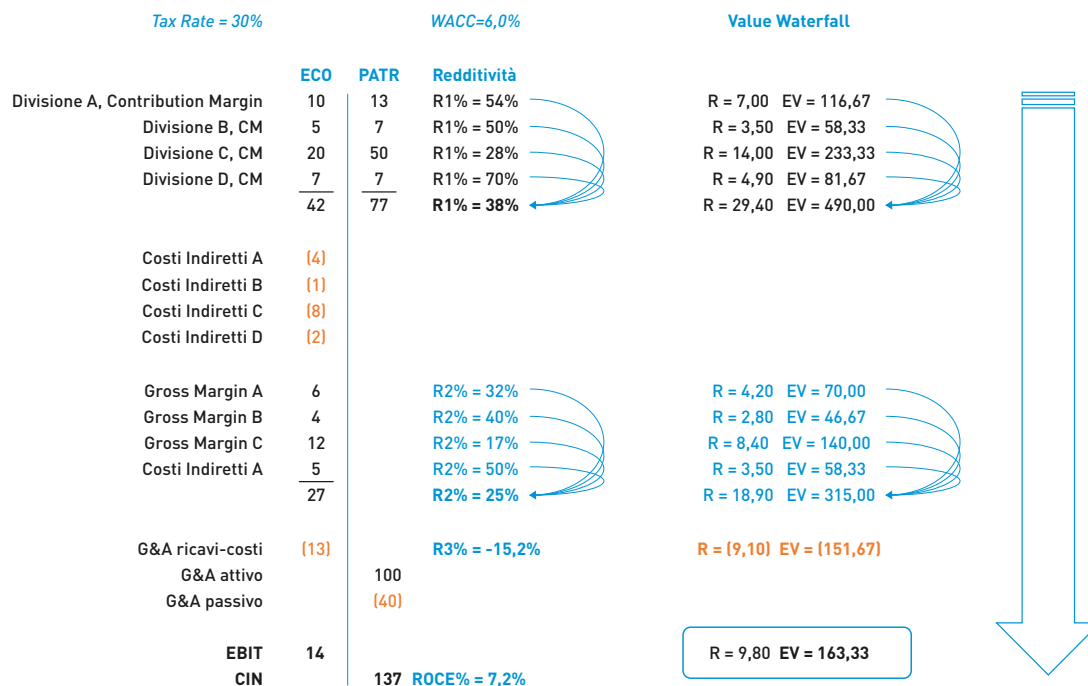 Tax Rate = 30% WACC=6,0% Value Waterfall
ECO PATR Redditività
Divisione A, Contribution Margin 10 13 R1% = 54% R = 7,00 EV = 116,67
Divisione B, CM 5 7 R1% = 50% R = 3,50 EV = 58,33
Divisione C, CM 20 50 R1% = 28% R = 14,00 EV = 233,33
Divisione D, CM 7 7 R1% = 70% R = 4,90 EV = 81,67
42 77 R1% = 38% R = 29,40 EV = 490,00
Costi Indiretti A (4)
Costi Indiretti B (1)
Costi Indiretti C (8)
Costi Indiretti D (2)
Gross Margin A 6 R2% = 32% R = 4,20 EV = 70,00
Gross Margin B 4 R2% = 40% R = 2,80 EV = 46,67
Gross Margin C 12 R2% = 17% R = 8,40 EV = 140,00
Costi Indiretti A 5 R2% = 50% R = 3,50 EV = 58,33
27 R2% = 25% R = 18,90 EV = 315,00
G&A ricavi-costi (13) R3% = -15,2% R = (9,10) EV = (151,67)
G&A attivo 100
G&A passivo (40)
EBIT 14 R = 9,80 EV = 163,33
CIN 137 ROCE% = 7,2%